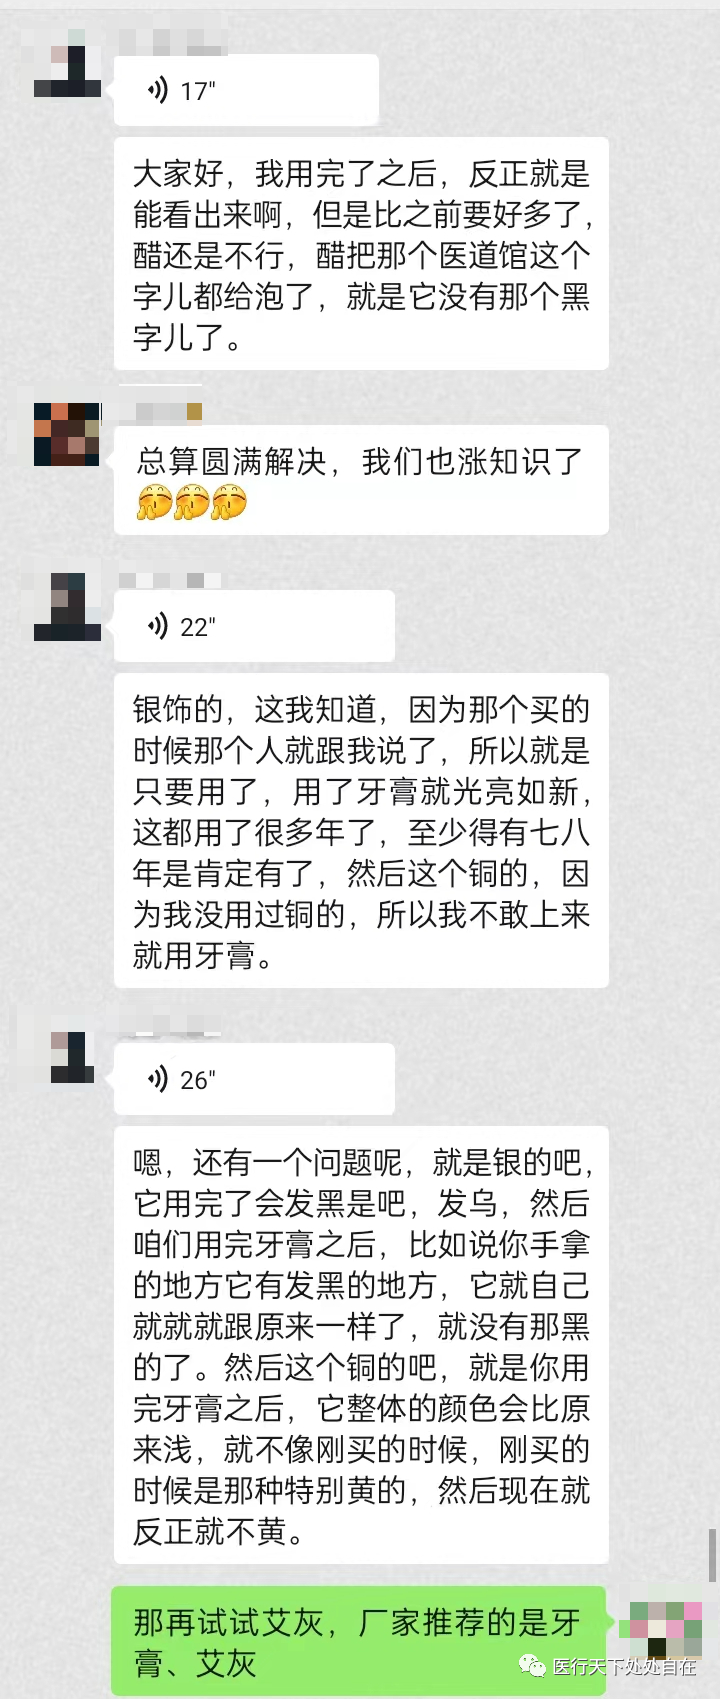 17"
大家好，我用完了之后，反正就是
能看出来啊，但是比之前要好多了，
醋还是不行，醋把那个医道馆这个
字儿都给泡了，就是它没有那个黑
字儿了。
总算圆满解决，我们也涨知识了
22"
银饰的，这我知道，因为那个买的
时候那个人就跟我说了，所以就是
只要用了，用了牙膏就光亮如新，
这都用了很多年了，至少得有七八
年是肯定有了，然后这个铜的，因
为我没用过铜的，所以我不敢上来
就用牙膏。
26"
嗯，还有一个问题呢，就是银的吧，
它用完了会发黑是吧，发乌，然后
咱们用完牙膏之后，比如说你手拿
的地方它有发黑的地方，它就自己
就就就跟原来一样了，就没有那黑
的了。然后这个铜的吧，就是你用
完牙膏之后，它整体的颜色会比原
来浅，就不像刚买的时候，刚买的
时候是那种特别黄的，然后现在就
反正就不黄。
那再试试艾灰，厂家推荐的是牙
膏、艾灰
医行天下处处自在